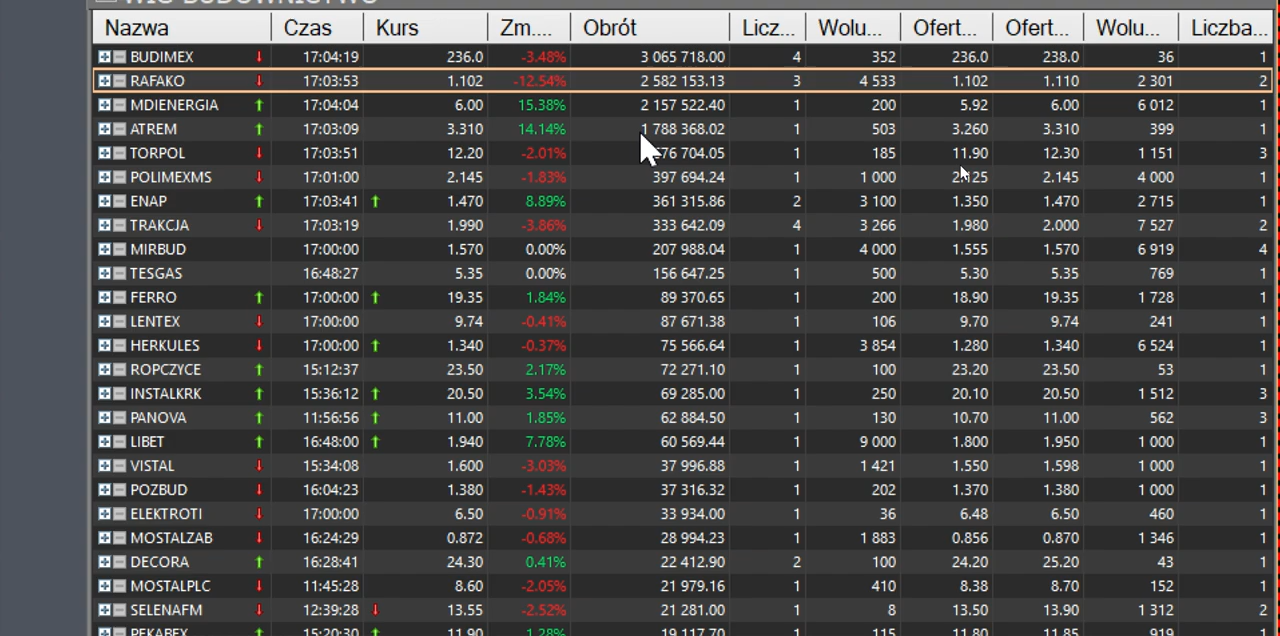 WIG-BUDOWNICTWO
Nazwa Czas Kurs Zm.... Obrót Licz... Wolu... Ofert... Ofert... Wolu... Liczba...
BUDIMEX 17:04:19 236.0 -3.48% 3 065 718.00 4 352 236.0 238.0 36 1
RAFAKO 17:03:53 1.102 -12.54% 2 582 153.13 3 4 533 1.102 1.110 2 301 2
MDIENERGIA 17:04:04 6.00 15.38% 2 157 522.40 1 200 5.92 6.00 6 012 1
ATREM 17:03:09 3.310 14.14% 1 788 368.02 1 503 3.260 3.310 399 1
TORPOL 17:03:51 12.20 -2.01% 704.05 1 185 11.90 12.30 1 151 3
POLIMEXMS 17:01:00 2.145 -1.83% 397 694.24 1 1 000 2.125 2.145 4 000 1
ENAP 17:03:41 1.470 8.89% 361 315.86 2 3 100 1.350 1.470 2 715 1
TRAKCJA 17:03:19 1.990 -3.86% 333 642.09 4 3 266 1.980 2.000 7 527 2
MIRBUD 17:00:00 1.570 0.00% 207 988.04 1 4 000 1.555 1.570 6 919 4
TESGAS 16:48:27 5.35 0.00% 156 647.25 1 500 5.30 5.35 769 1
FERRO 17:00:00 19.35 1.84% 89 370.65 1 200 18.90 19.35 1 728 1
LENTEX 17:00:00 9.74 -0.41% 87 671.38 1 106 9.70 9.74 241 1
HERKULES 17:00:00 1.340 -0.37% 75 566.64 1 3 854 1.280 1.340 6 524 1
ROPCZYCE 15:12:37 23.50 2.17% 72 271.10 1 100 23.20 23.50 53 1
INSTALKRK 15:36:12 20.50 3.54% 69 285.00 1 250 20.10 20.50 1 512 3
PANOVA 11:56:56 11.00 1.85% 62 884.50 1 130 10.70 11.00 562 3
LIBET 16:48:00 1.940 7.78% 60 569.44 1 9 000 1.800 1.950 1 000 1
VISTAL 15:34:08 1.600 -3.03% 37 996.88 1 1 421 1.550 1.598 1 000 1
POZBUD 16:04:23 1.380 -1.43% 37 316.32 1 202 1.370 1.380 1 000 1
ELEKTROTI 17:00:00 6.50 -0.91% 33 934.00 1 36 6.48 6.50 460 1
MOSTALZAB 16:24:29 0.872 -0.68% 28 994.23 1 1 883 0.856 0.870 1 346 1
DECORA 16:28:41 24.30 0.41% 22 412.90 2 100 24.20 25.20 43 1
MOSTALPLC 11:45:28 8.60 -2.05% 21 979.16 1 410 8.38 8.70 152 1
SELENAFM 12:39:28 13.55 -2.52% 21 281.00 1 8 13.50 13.90 1 312 2
PEKABEX 15:20:30 11.90 1.28% 19 117.70 1 115 11.80 11.85 919 1